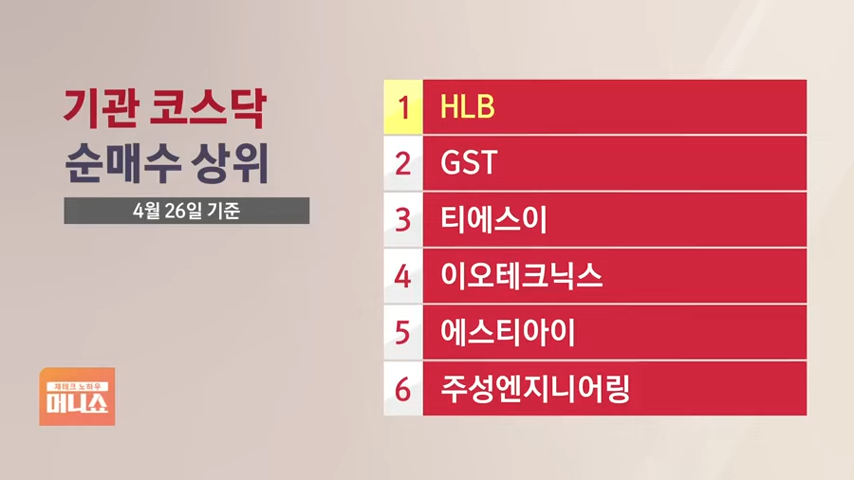 기관 코스닥
순매수 상위
4월 26일 기준
1 HLB
2 GST
3 티에스이
4 이오테크닉스
5 에스티아이
6 주성엔지니어링
재테크 노하우
머니쇼